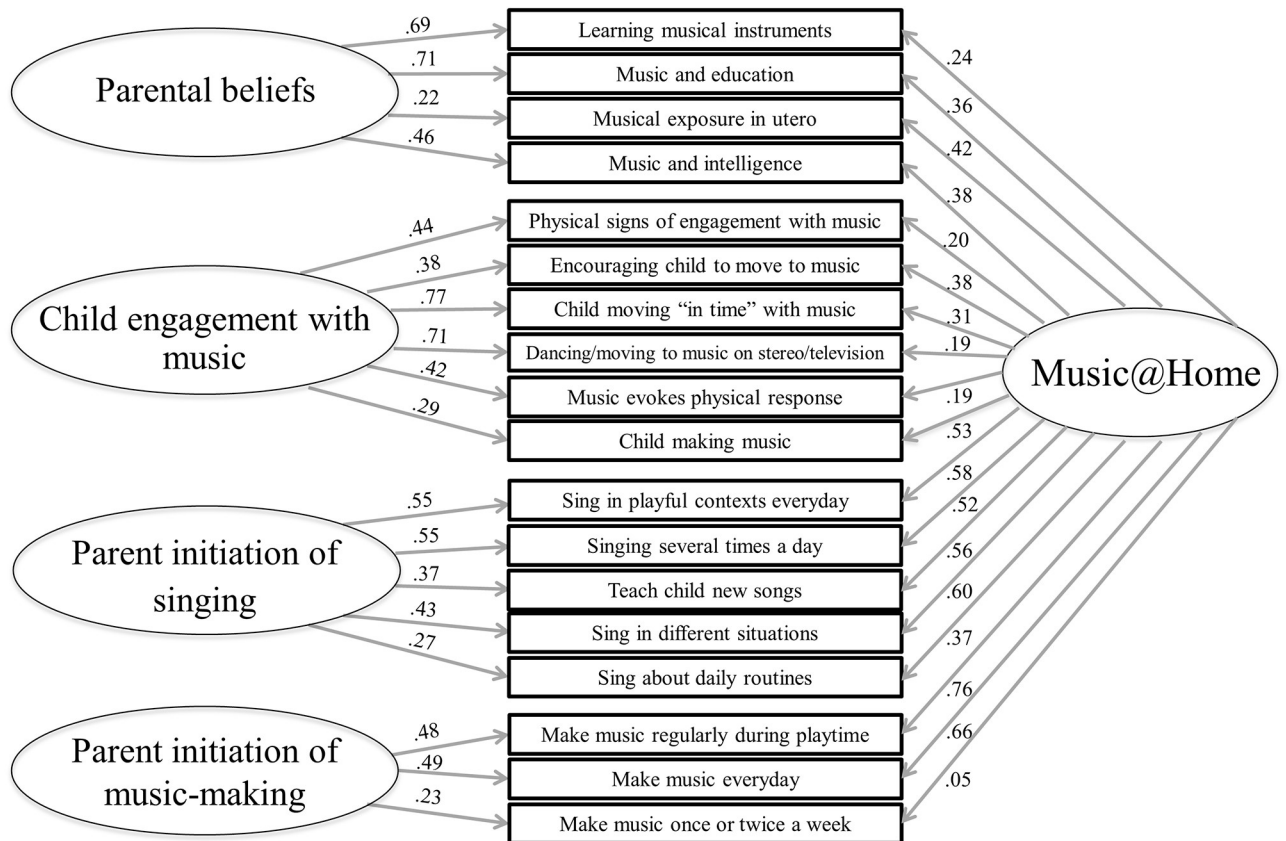 Parental beliefs
.69
.71
.22
.46
Learning musical instruments
Music and education
Musical exposure in utero
Music and intelligence
.24
.36
.42
.38
Child engagement with
music
.44
.38
.77
.71
.42
.29
Physical signs of engagement with music
Encouraging child to move to music
Child moving “in time” with music
Dancing/moving to music on stereo/television
Music evokes physical response
Child making music
.20
.38
.31
.19
.19
.53
Music@Home
Parent initiation of
singing
.55
.55
.37
.43
.27
Sing in playful contexts everyday
Singing several times a day
Teach child new songs
Sing in different situations
Sing about daily routines
.58
.52
.56
.60
.37
Parent initiation of
music-making
.48
.49
.23
Make music regularly during playtime
Make music everyday
Make music once or twice a week
.76
.66
.05